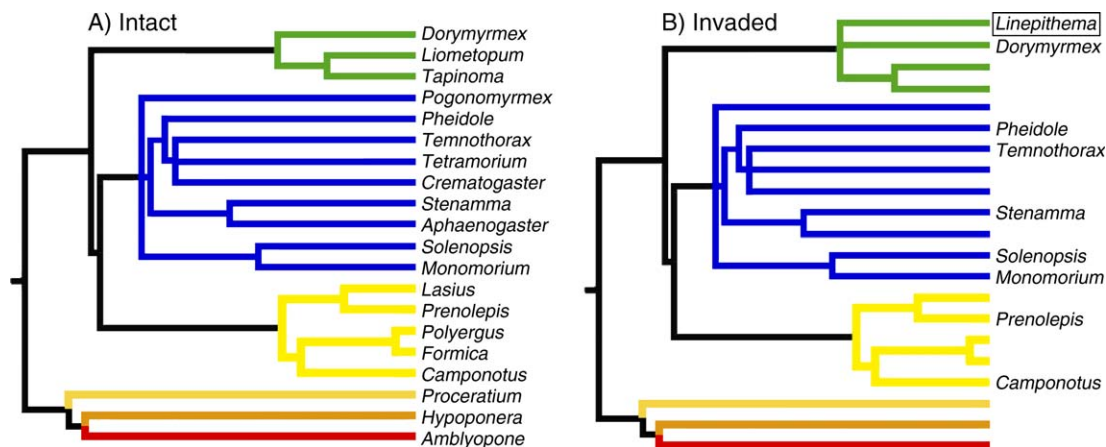 A) Intact
Dorymyrmex
Liometopum
Tapinoma
Pogonomyrmex
Pheidole
Temnothorax
Tetramorium
Crematogaster
Stenamma
Aphaenogaster
Solenopsis
Monomorium
Lasius
Prenolepis
Polyergus
Formica
Camponotus
Proceratium
Hypoponera
Amblyopone
B) Invaded
Linepithema
Dorymyrmex
Pheidole
Temnothorax
Stenamma
Solenopsis
Monomorium
Prenolepis
Camponotus